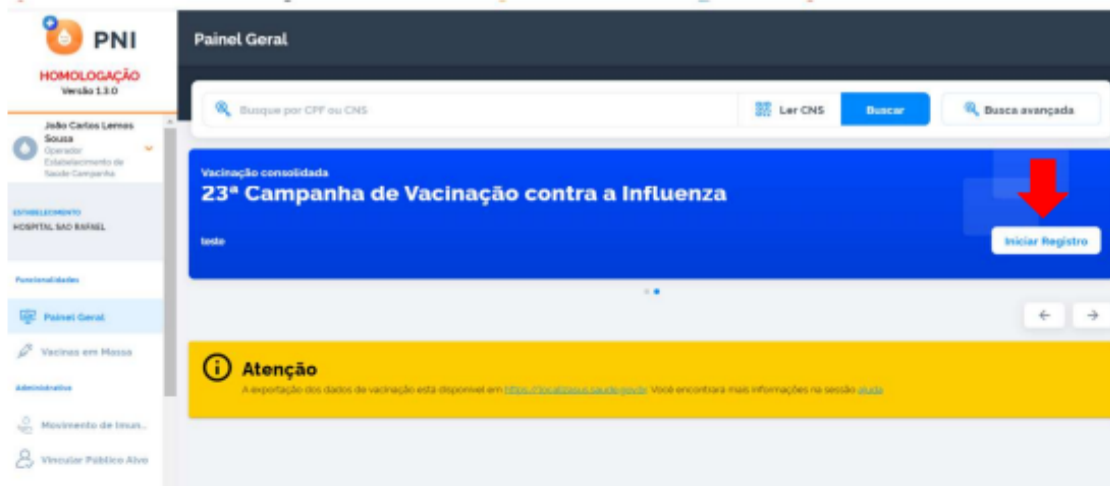 PNI
HOMOLOGAÇÃO
Versão 1.3.0
João Carlos Lemos
Sousa
Operador
Estabelecimento de
Saúde Campanha
ESTABELECIMENTO
HOSPITAL SAO RAFAEL
Funcionalidades
Painel Geral
Vacinas em Massa
Administrativo
Movimento de Imun...
Vincular Público Alvo
Painel Geral
Busque por CPF ou CNS
Ler CNS
Buscar
Busca avançada
Vacinação consolidada
23ª Campanha de Vacinação contra a Influenza
teste
Iniciar Registro
Atenção
A exportação dos dados de vacinação está disponível em https://localizasus.saude.gov.br Você encontrara mais informações na sessão ajuda